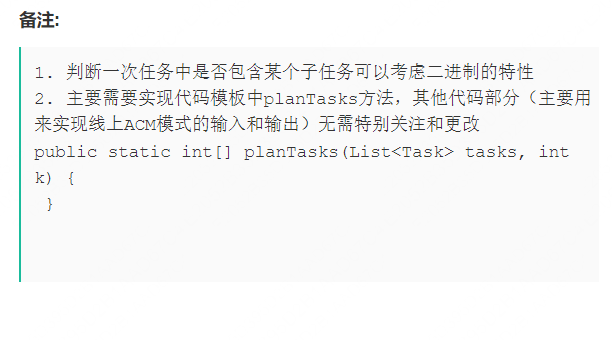 备注:
1. 判断一次任务中是否包含某个子任务可以考虑二进制的特性
2. 主要需要实现代码模板中planTasks方法，其他代码部分（主要用
来实现线上ACM模式的输入和输出）无需特别关注和更改
public static int[] planTasks(List<Task> tasks, int
k) {
}